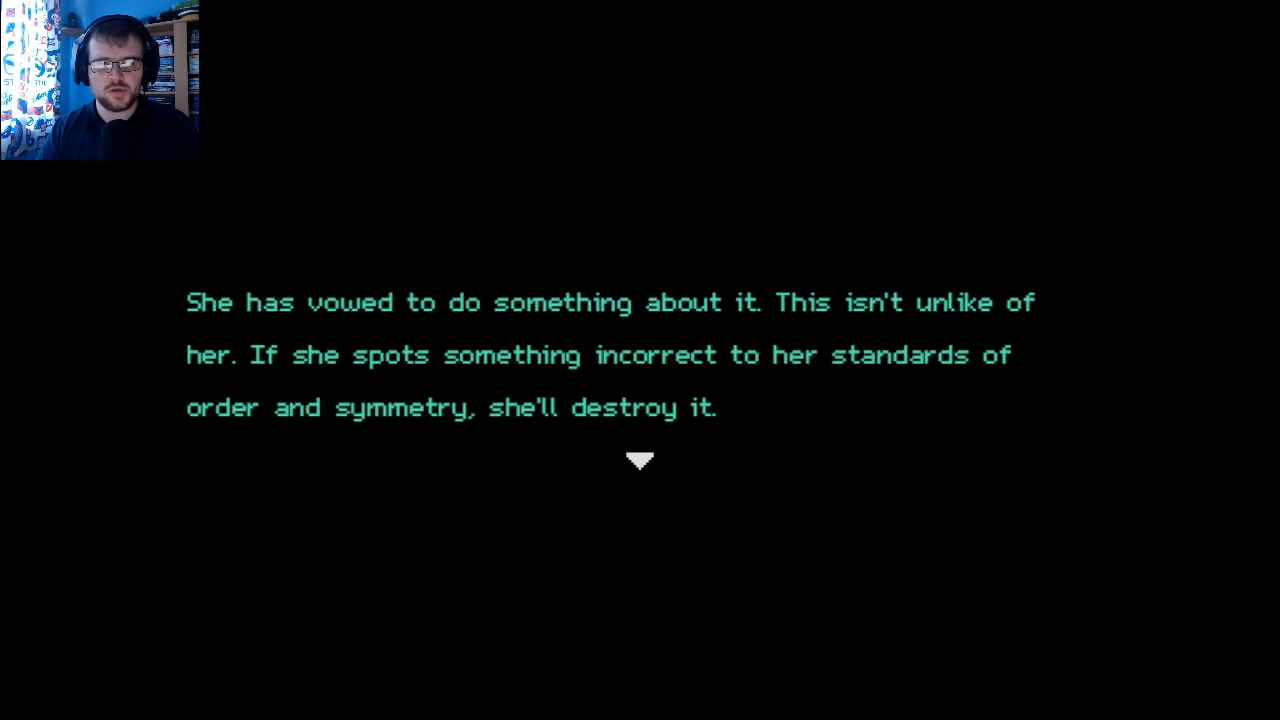 She has vowed to do something about it. This isn't unlike of
her. If she spots something incorrect to her standards of
order and symmetry, she'll destroy it.